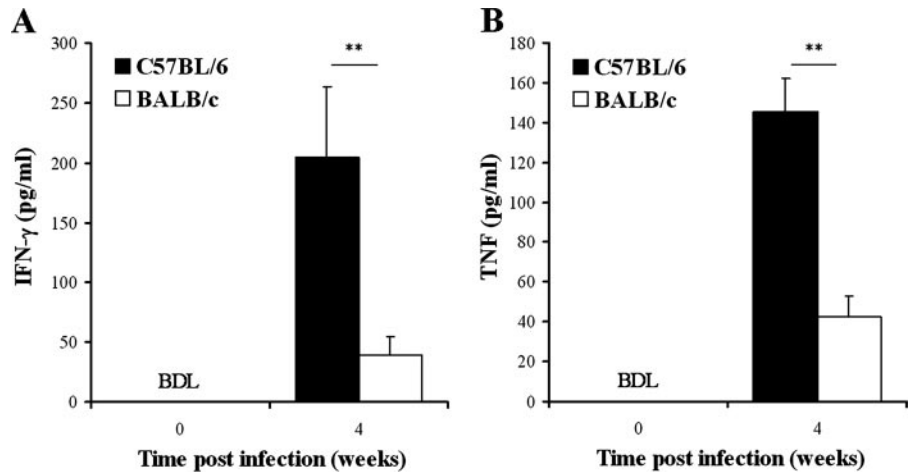 A
300
250
200
150
100
50
0
IFN-γ (pg/ml)
C57BL/6
BALB/c
**
BDL
0
4
Time post infection (weeks)
B
180
160
140
120
100
80
60
40
20
0
TNF (pg/ml)
C57BL/6
BALB/c
**
BDL
0
4
Time post infection (weeks)